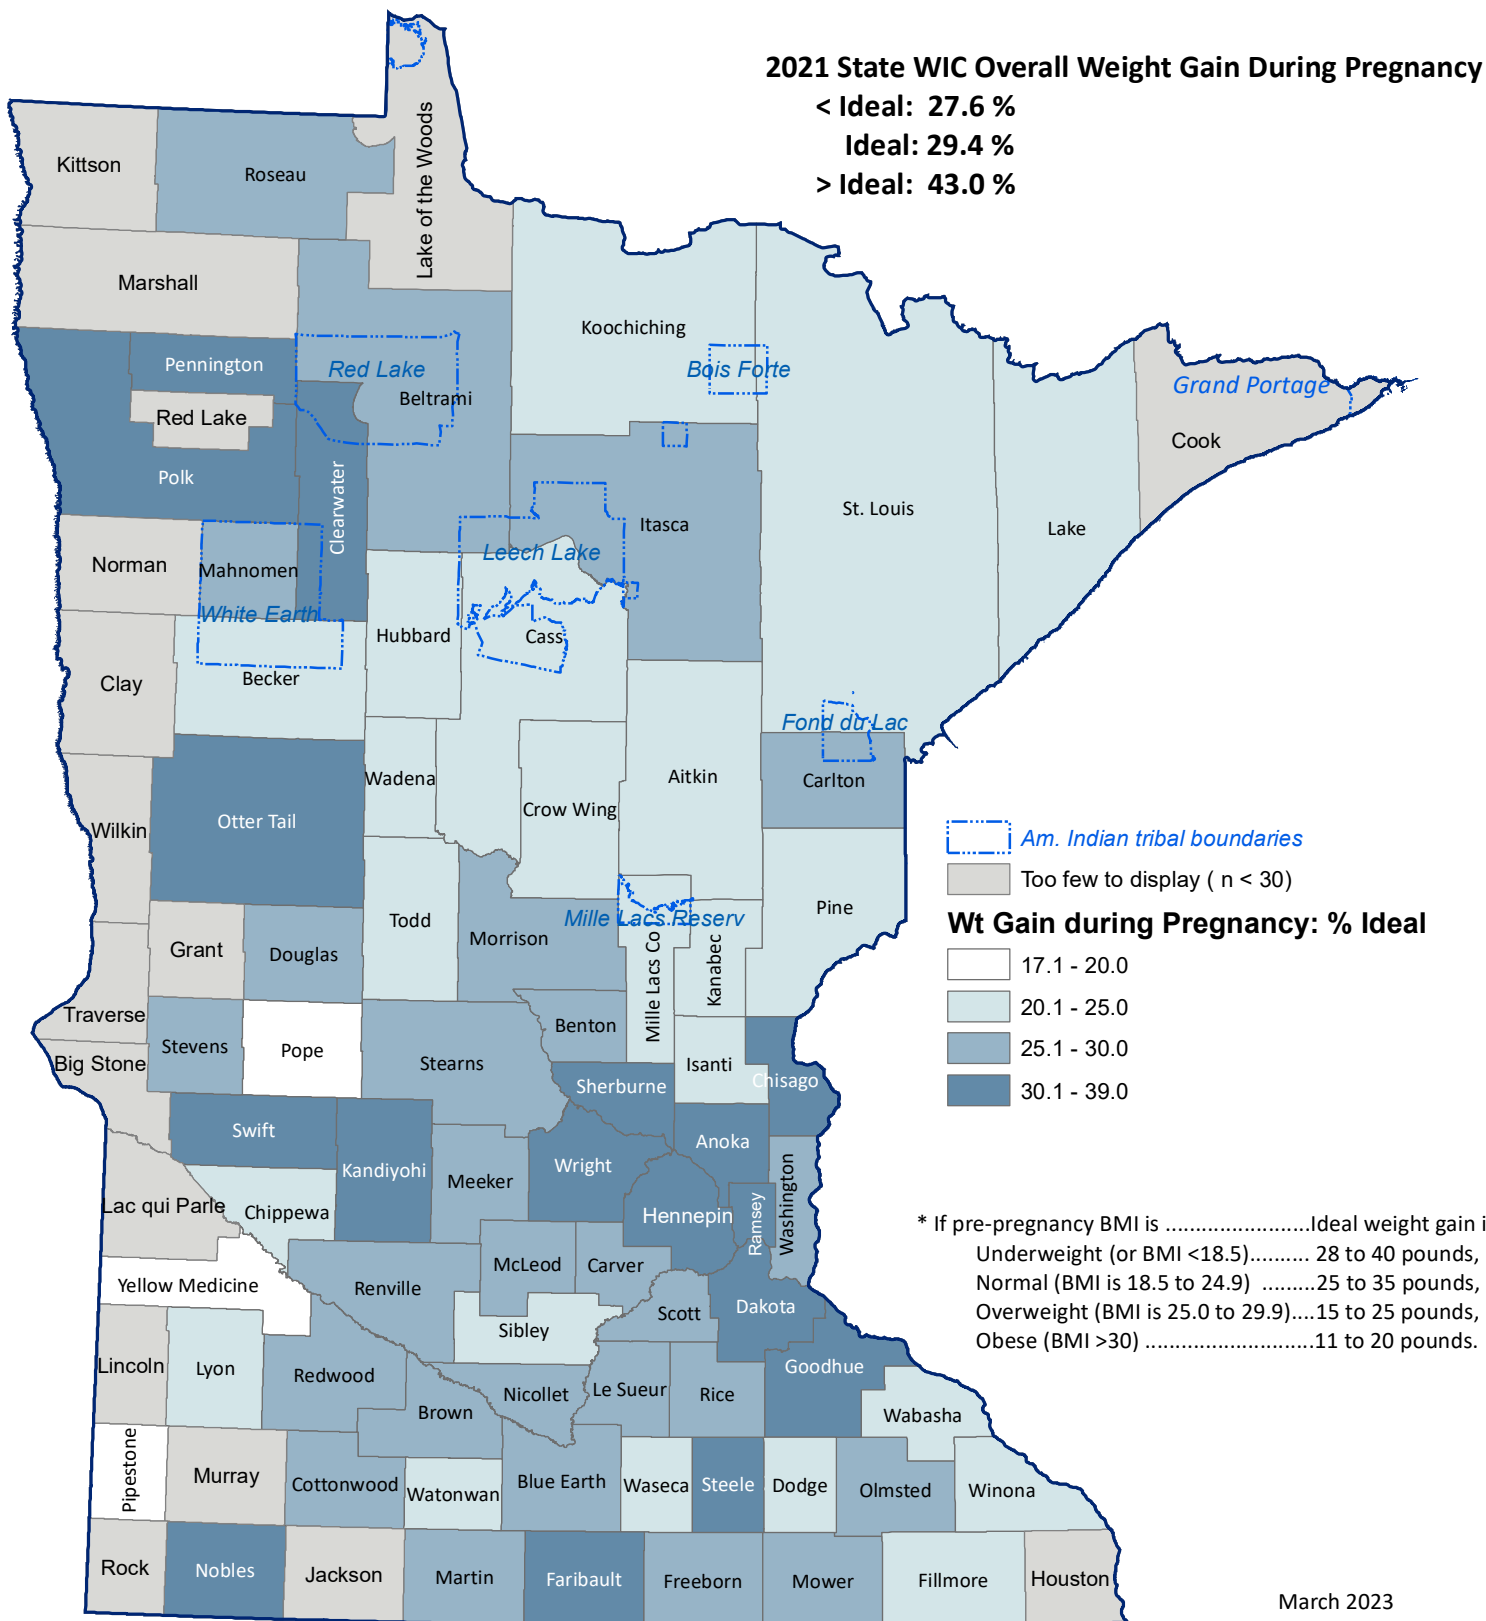 2021 State WIC Overall Weight Gain During Pregnancy
< Ideal: 27.6 %
Ideal: 29.4 %
> Ideal: 43.0 %
Kittson
Roseau
Lake of the Woods
Marshall
Koochiching
Pennington
Red Lake
Bois Forte
Beltrami
Grand Portage
Red Lake
Cook
Polk
Clearwater
St. Louis
Itasca
Lake
Leech Lake
Norman
Mahnomen
White Earth
Hubbard
Cass
Clay
Becker
Fond du Lac
Wadena
Aitkin
Carlton
Crow Wing
Otter Tail
Wilkin
Am. Indian tribal boundaries
Too few to display ( n < 30)
Wt Gain during Pregnancy: % Ideal
17.1 - 20.0
20.1 - 25.0
25.1 - 30.0
30.1 - 39.0
Todd
Pine
Mille Lacs Reserv
Morrison
Grant
Douglas
Mille Lacs Co
Kanabec
Traverse
Benton
Stevens
Pope
Big Stone
Stearns
Isanti
Sherburne
Chisago
Swift
Anoka
Wright
Kandiyohi
Meeker
Washington
Lac qui Parle
Chippewa
Hennepin
Ramsey
* If pre-pregnancy BMI is ........................Ideal weight gain i
Underweight (or BMI <18.5).......... 28 to 40 pounds,
Normal (BMI is 18.5 to 24.9) .........25 to 35 pounds,
Overweight (BMI is 25.0 to 29.9)....15 to 25 pounds,
Obese (BMI >30) ............................11 to 20 pounds.
McLeod
Carver
Yellow Medicine
Renville
Scott
Dakota
Sibley
Lincoln
Lyon
Redwood
Goodhue
Nicollet
Le Sueur
Rice
Brown
Wabasha
Pipestone
Murray
Cottonwood
Watonwan
Blue Earth
Waseca
Steele
Dodge
Olmsted
Winona
Rock
Nobles
Jackson
Martin
Faribault
Freeborn
Mower
Fillmore
Houston
March 2023